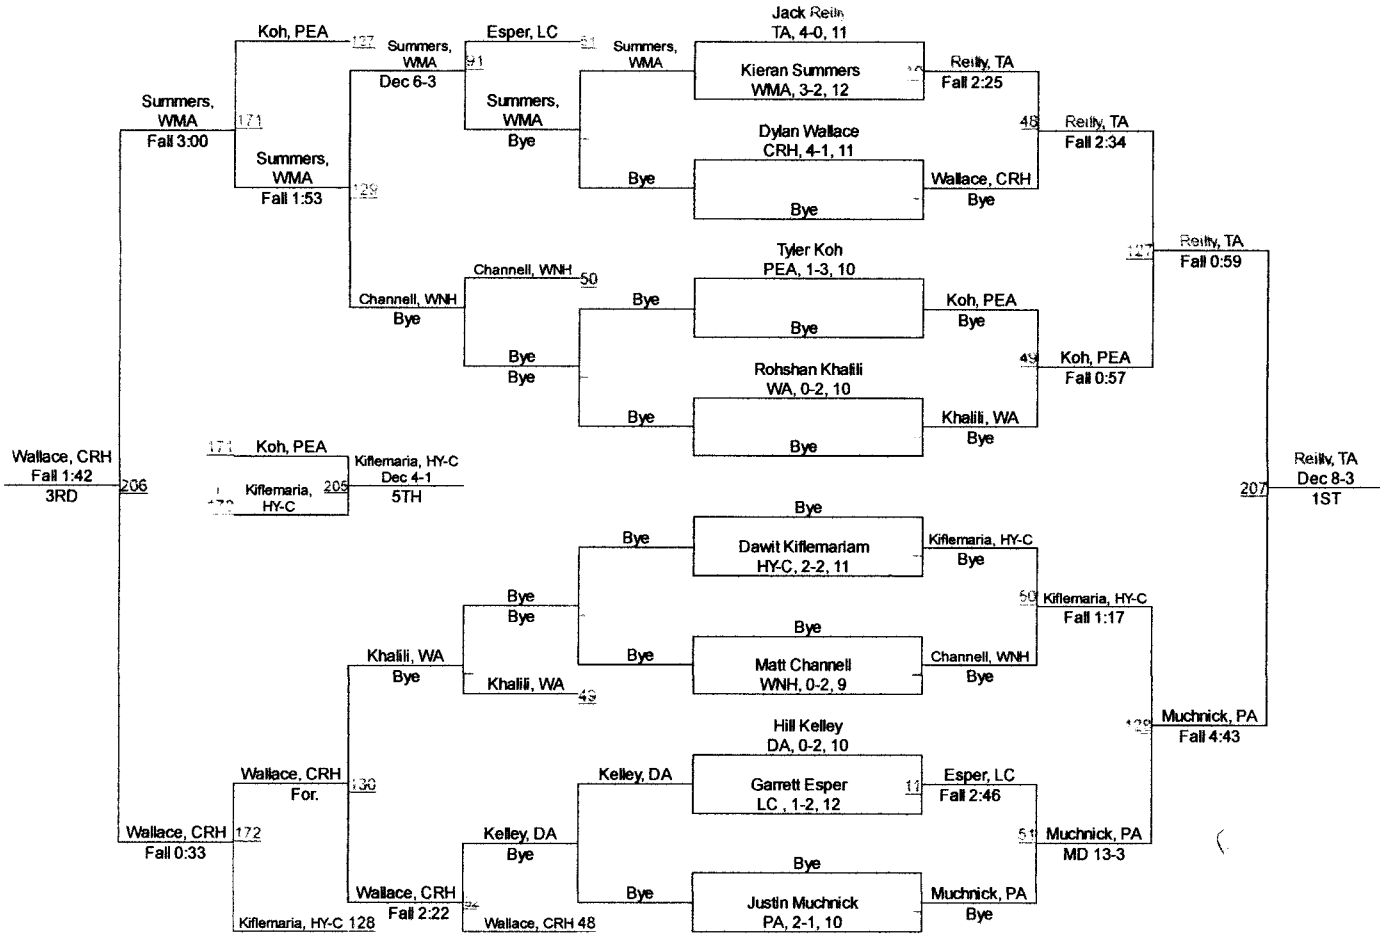 Jack Reilly
TA, 4-0, 11
Kieran Summers
WMA, 3-2, 12
Dylan Wallace
CRH, 4-1, 11
Bye
Tyler Koh
PEA, 1-3, 10
Bye
Rohshan Khalili
WA, 0-2, 10
Bye
Bye
Dawit Kiflemariam
HY-C, 2-2, 11
Bye
Matt Channell
WNH, 0-2, 9
Hill Kelley
DA, 0-2, 10
Garrett Esper
LC , 1-2, 12
Bye
Justin Muchnick
PA, 2-1, 10
Reilly, TA
Fall 2:25
Wallace, CRH
Bye
Koh, PEA
Bye
Khalili, WA
Bye
Kiflemaria, HY-C
Bye
Channell, WNH
Bye
11
Esper, LC
Fall 2:46
Muchnick, PA
Bye
48
Reilly, TA
Fall 2:34
49
Koh, PEA
Fall 0:57
50
Kiflemaria, HY-C
Fall 1:17
51
Muchnick, PA
MD 13-3
127
Reilly, TA
Fall 0:59
128
Muchnick, PA
Fall 4:43
207
Reilly, TA
Dec 8-3
1ST
Summers,
WMA
Bye
Bye
Bye
Bye
Bye
Kelley, DA
Bye
Esper, LC
51
Summers,
WMA
Bye
Channell, WNH
50
Bye
Bye
Bye
Bye
Khalili, WA
49
Kelley, DA
Bye
Wallace, CRH 48
Summers,
WMA
Dec 6-3
91
Channell, WNH
Bye
Khalili, WA
Bye
Wallace, CRH
Fall 2:22
92
Koh, PEA
127
Summers,
WMA
Fall 1:53
129
Wallace, CRH
For.
130
Kiflemaria, HY-C 128
Summers,
WMA
Fall 3:00
171
Wallace, CRH
Fall 0:33
172
Wallace, CRH
Fall 1:42
3RD
206
171
Koh, PEA
172
Kiflemaria,
HY-C
205
Kiflemaria, HY-C
Dec 4-1
5TH